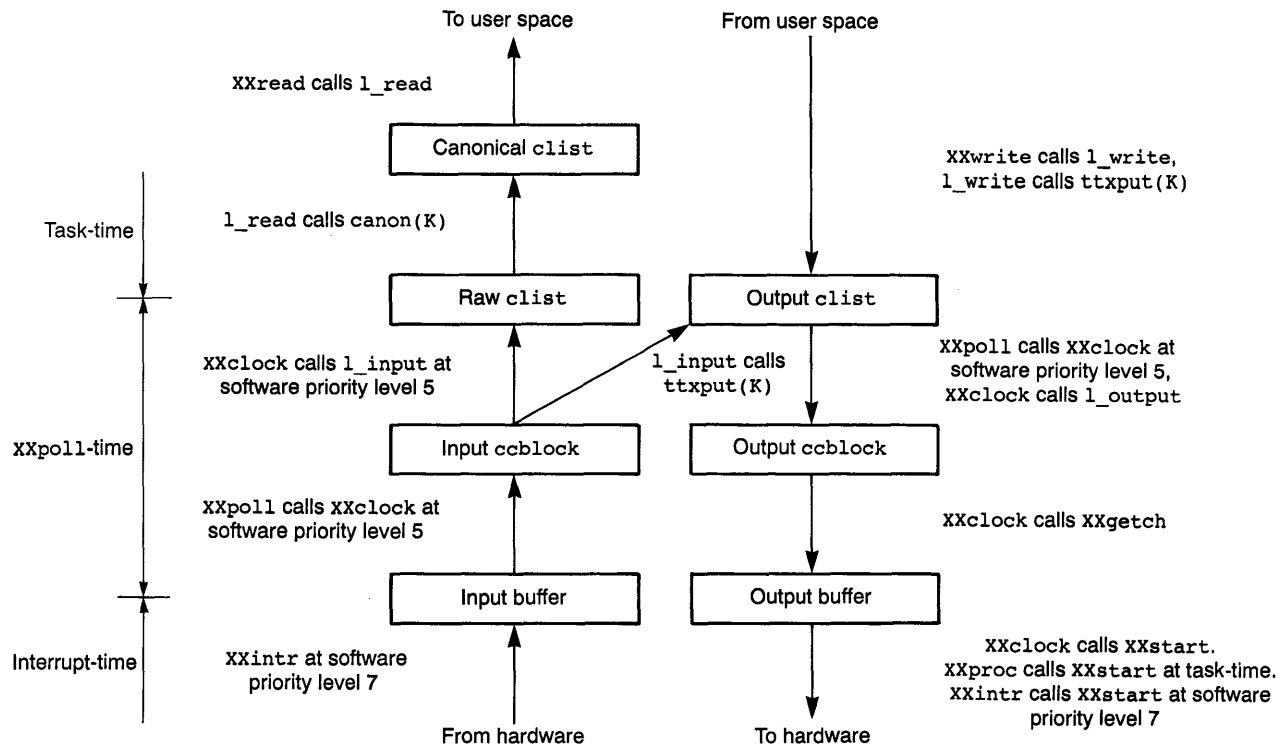 To user space
From user space
XXread calls l_read
Canonical clist
XXwrite calls l_write,
l_write calls ttxput(K)
l_read calls canon(K)
Task-time
Raw clist
Output clist
XXclock calls l_input at
software priority level 5
l_input calls
ttxput(K)
XXpoll calls XXclock at
software priority level 5,
XXclock calls l_output
XXpoll-time
Input ccblock
Output ccblock
XXpoll calls XXclock at
software priority level 5
XXclock calls XXgetch
Input buffer
Output buffer
Interrupt-time
XXintr at software
priority level 7
XXclock calls XXstart.
XXproc calls XXstart at task-time.
XXintr calls XXstart at software
priority level 7
From hardware
To hardware